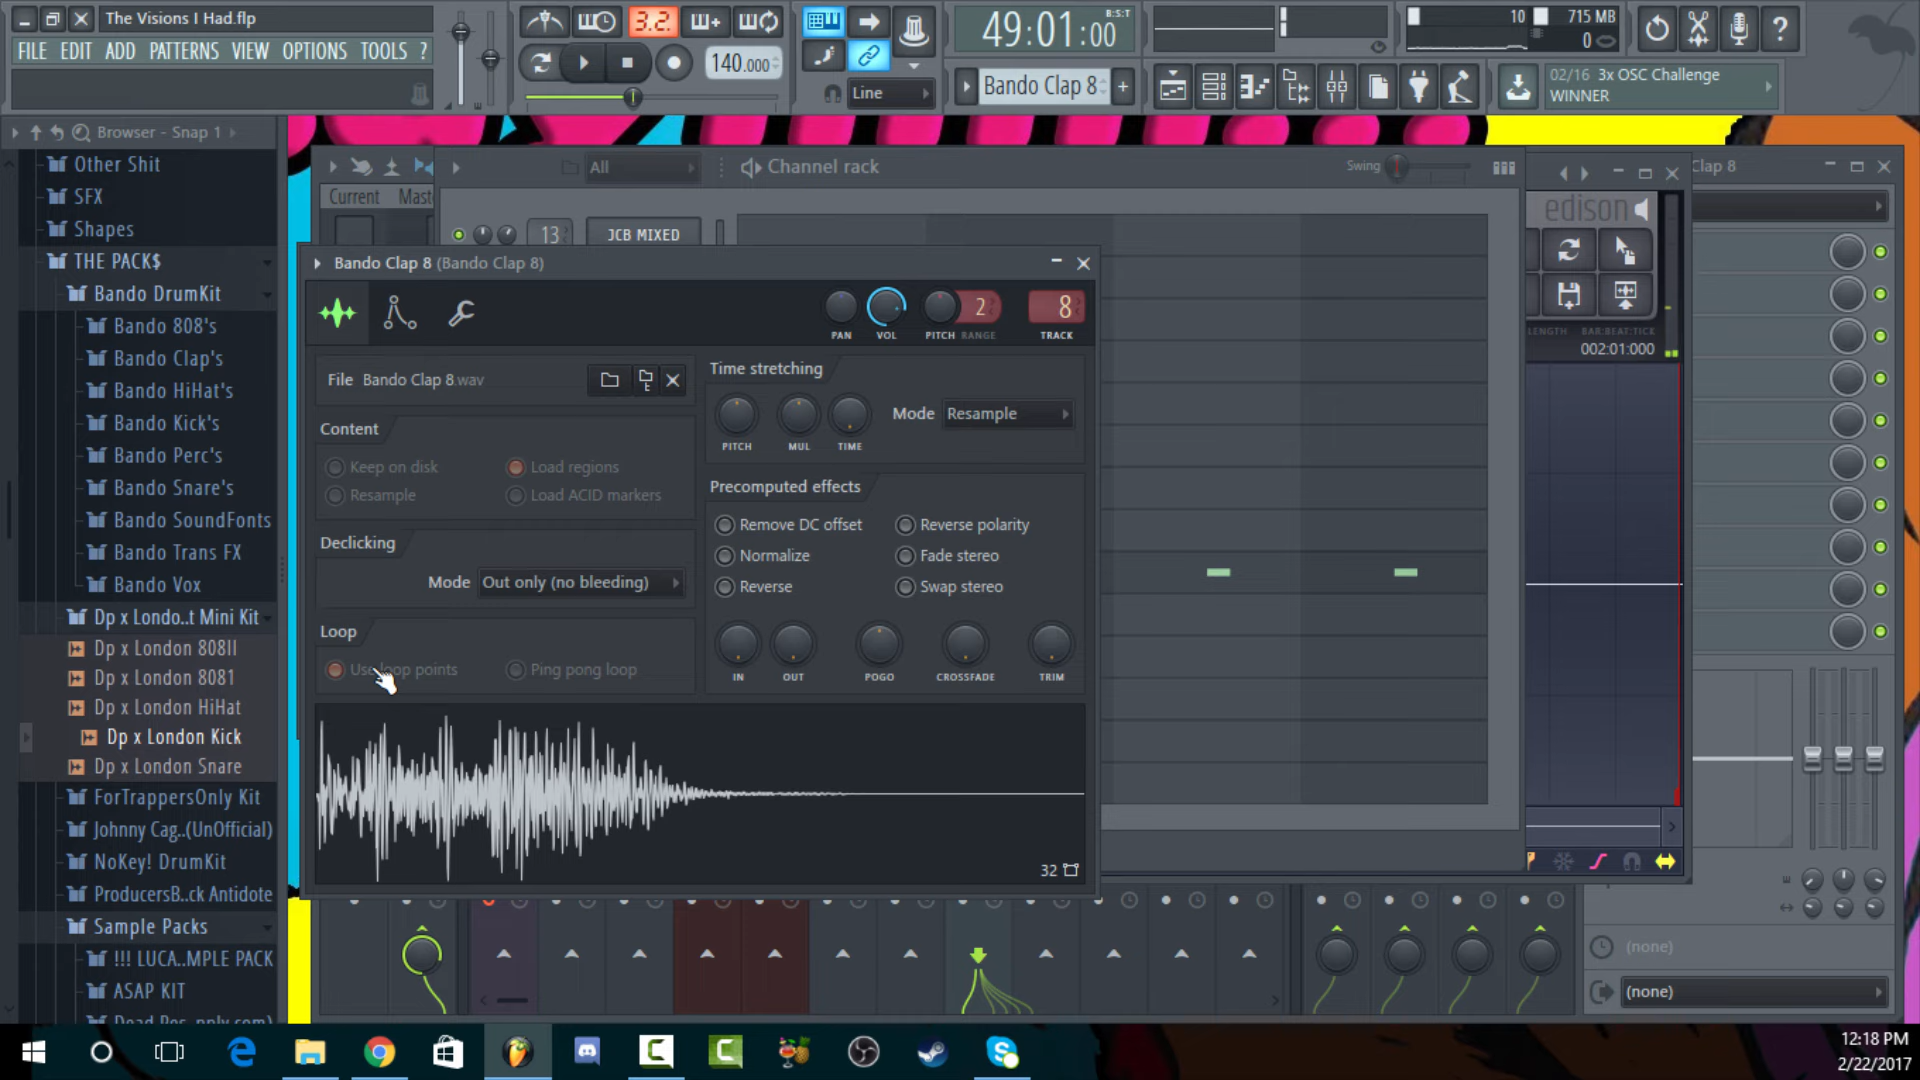 The Visions I Had.flp
FILE EDIT ADD PATTERNS VIEW OPTIONS TOOLS ?
3.2.
140.000
Line
49:01:00
B:S:T
Bando Clap 8
10
715 MB
0
02/16 3x OSC Challenge
WINNER
Browser - Snap 1
Other Shit
SFX
Shapes
THE PACK$
Bando DrumKit
Bando 808's
Bando Clap's
Bando HiHat's
Bando Kick's
Bando Perc's
Bando Snare's
Bando SoundFonts
Bando Trans FX
Bando Vox
Dp x Londo..t Mini Kit
Dp x London 808II
Dp x London 8081
Dp x London HiHat
Dp x London Kick
Dp x London Snare
ForTrappersOnly Kit
Johnny Cag..(UnOfficial)
NoKey! DrumKit
ProducersB..ck Antidote
Sample Packs
!!! LUCA..MPLE PACK
ASAP KIT
Current
Mast
All
Channel rack
Swing
13
JCB MIXED
Clap 8
edison
LENGTH
BAR:BEAT:TICK
002:01:000
Bando Clap 8 (Bando Clap 8)
2
8
PAN VOL PITCH RANGE TRACK
File Bando Clap 8.wav
Content
Keep on disk
Load regions
Resample
Load ACID markers
Declicking
Mode Out only (no bleeding)
Loop
Use loop points
Ping pong loop
Time stretching
Mode Resample
PITCH MUL TIME
Precomputed effects
Remove DC offset
Reverse polarity
Normalize
Fade stereo
Reverse
Swap stereo
IN OUT POGO CROSSFADE TRIM
32
(none)
(none)
12:18 PM
2/22/2017